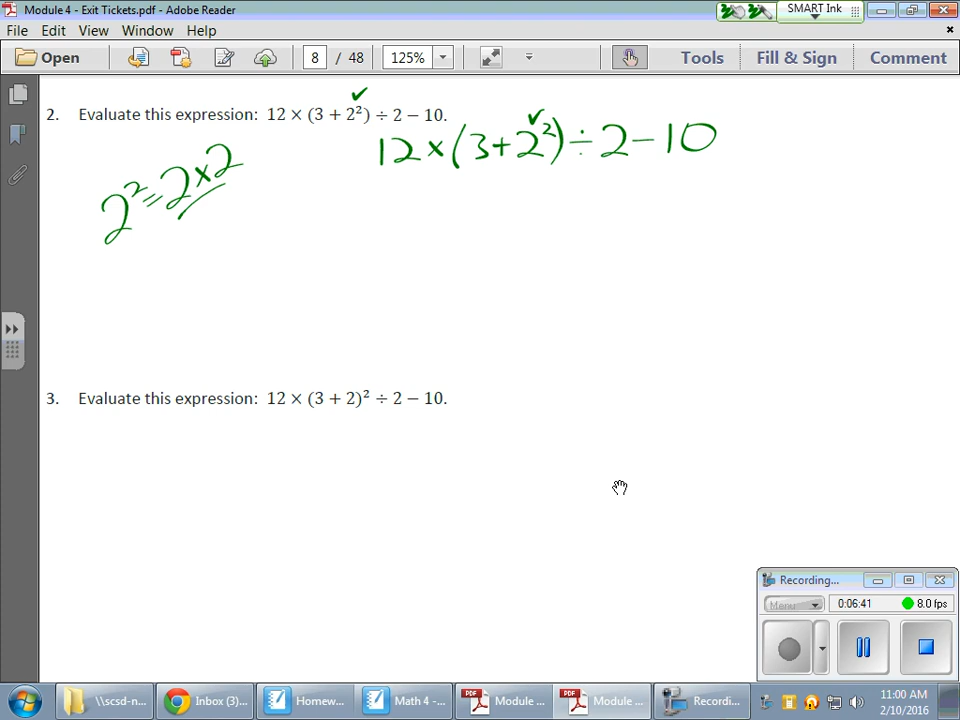 Module 4 - Exit Tickets.pdf - Adobe Reader
SMART Ink
File Edit View Window Help
Open 8 / 48 125% Tools Fill & Sign Comment
2. Evaluate this expression: 12 × (3 + 2²) ÷ 2 − 10.
12 × (3 + 2²) ÷ 2 − 10
2² = 2 × 2
3. Evaluate this expression: 12 × (3 + 2)² ÷ 2 − 10.
Recording...
Menu 0:06:41 8.0 fps
\\scsd-n... Inbox (3)... Homew... Math 4 -... Module ... Module ... Recordi...
11:00 AM
2/10/2016